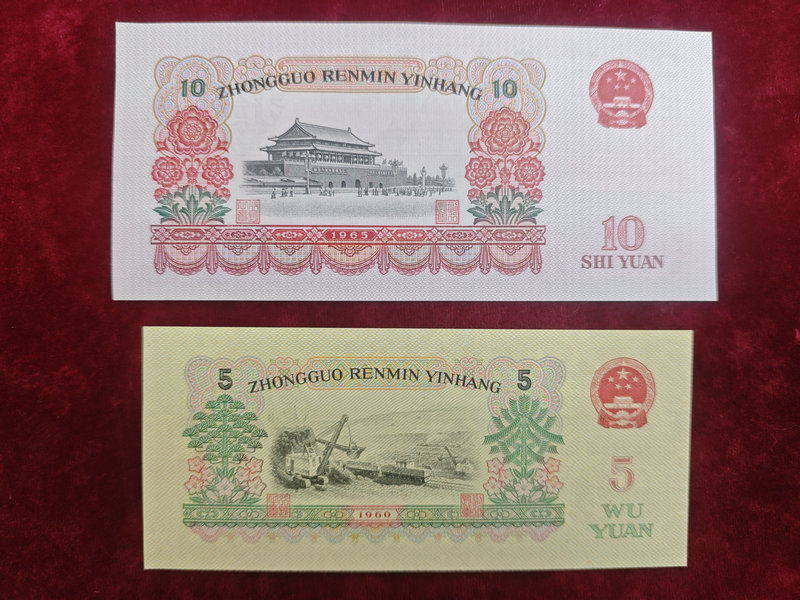 10 ZHONGGUO RENMIN YINHANG 10
1965
10
SHI YUAN
5 ZHONGGUO RENMIN YINHANG 5
1960
5
WU
YUAN